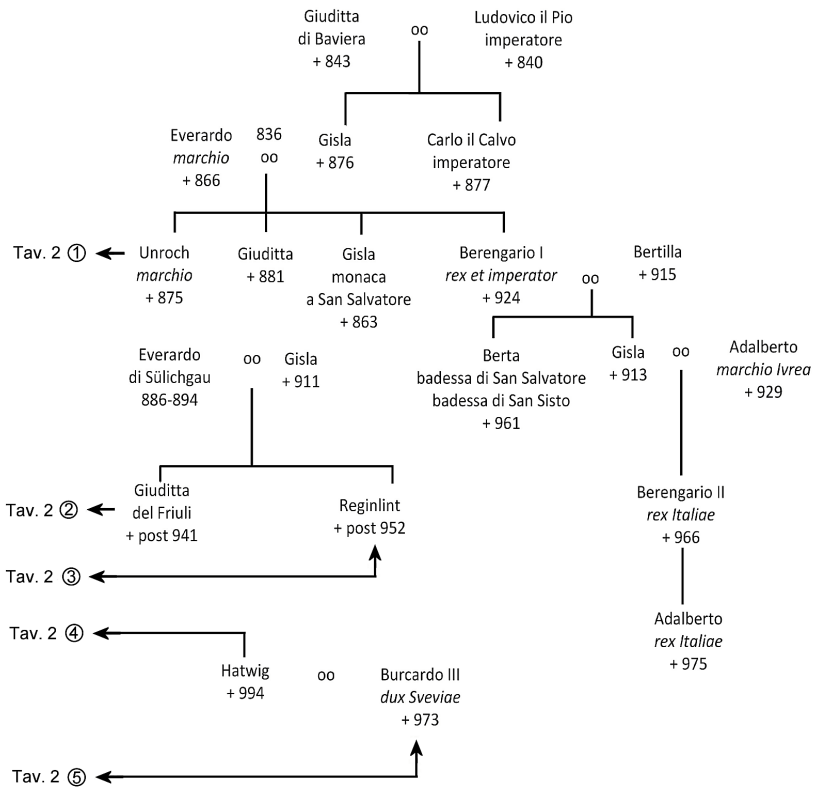 Giuditta
di Baviera
+ 843
oo
Ludovico il Pio
imperatore
+ 840
Everardo
marchio
+ 866
836
oo
Gisla
+ 876
Carlo il Calvo
imperatore
+ 877
Tav. 2 ①
Unroch
marchio
+ 875
Giuditta
+ 881
Gisla
monaca
a San Salvatore
+ 863
Berengario I
rex et imperator
+ 924
oo
Bertilla
+ 915
Everardo
di Sülichgau
886-894
oo
Gisla
+ 911
Berta
badessa di San Salvatore
badessa di San Sisto
+ 961
Gisla
+ 913
oo
Adalberto
marchio Ivrea
+ 929
Tav. 2 ②
Giuditta
del Friuli
+ post 941
Reginlint
+ post 952
Berengario II
rex Italiae
+ 966
Tav. 2 ③
Adalberto
rex Italiae
+ 975
Tav. 2 ④
Hatwig
+ 994
oo
Burcardo III
dux Sveviae
+ 973
Tav. 2 ⑤